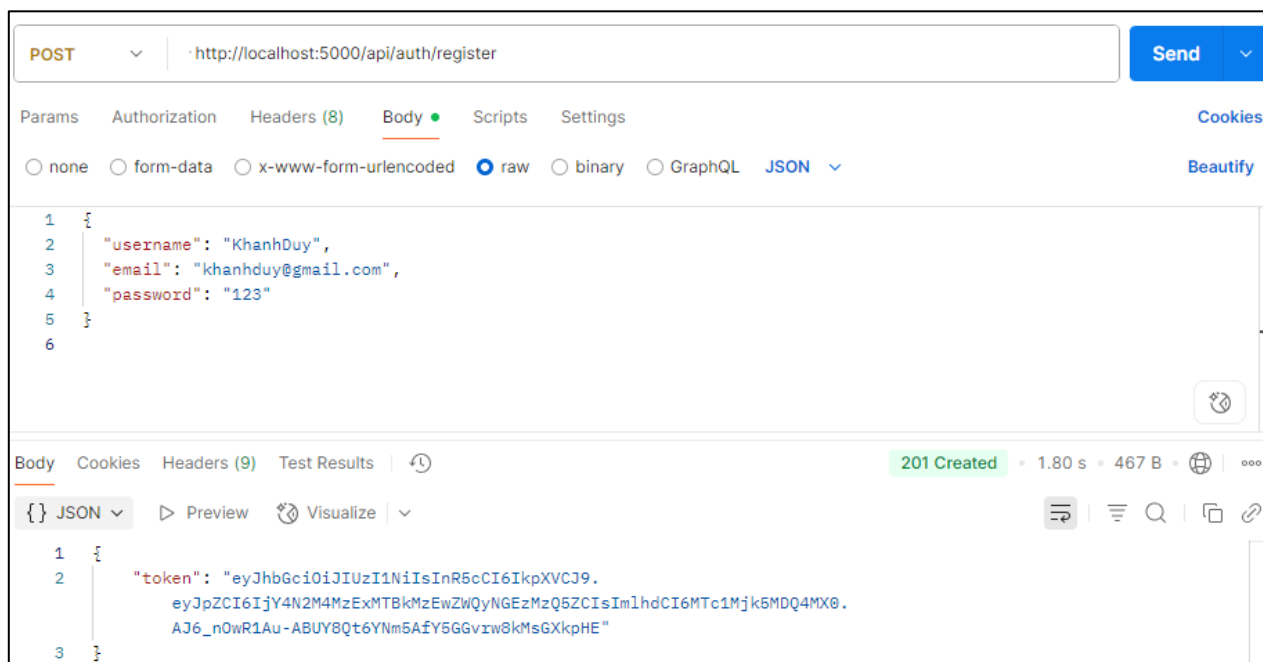 POST http://localhost:5000/api/auth/register Send
Params Authorization Headers (8) Body Scripts Settings Cookies
none form-data x-www-form-urlencoded raw binary GraphQL JSON Beautify
1 {
2 "username": "KhanhDuy",
3 "email": "khanhduy@gmail.com",
4 "password": "123"
5 }
6
Body Cookies Headers (9) Test Results 201 Created • 1.80 s • 467 B
{} JSON Preview Visualize
1 {
2 "token": "eyJhbGciOiJIUzI1NiIsInR5cCI6IkpXVCJ9.
eyJpZCI6IjY4N2M4MzExMTBkMzEwZWQyNGEzMzQ5ZCIsImlhdCI6MTc1Mjk5MDQ4MX0.
AJ6_nOwR1Au-ABUY8Qt6YNm5AfY5GGvrw8kMsGXkpHE"
3 }